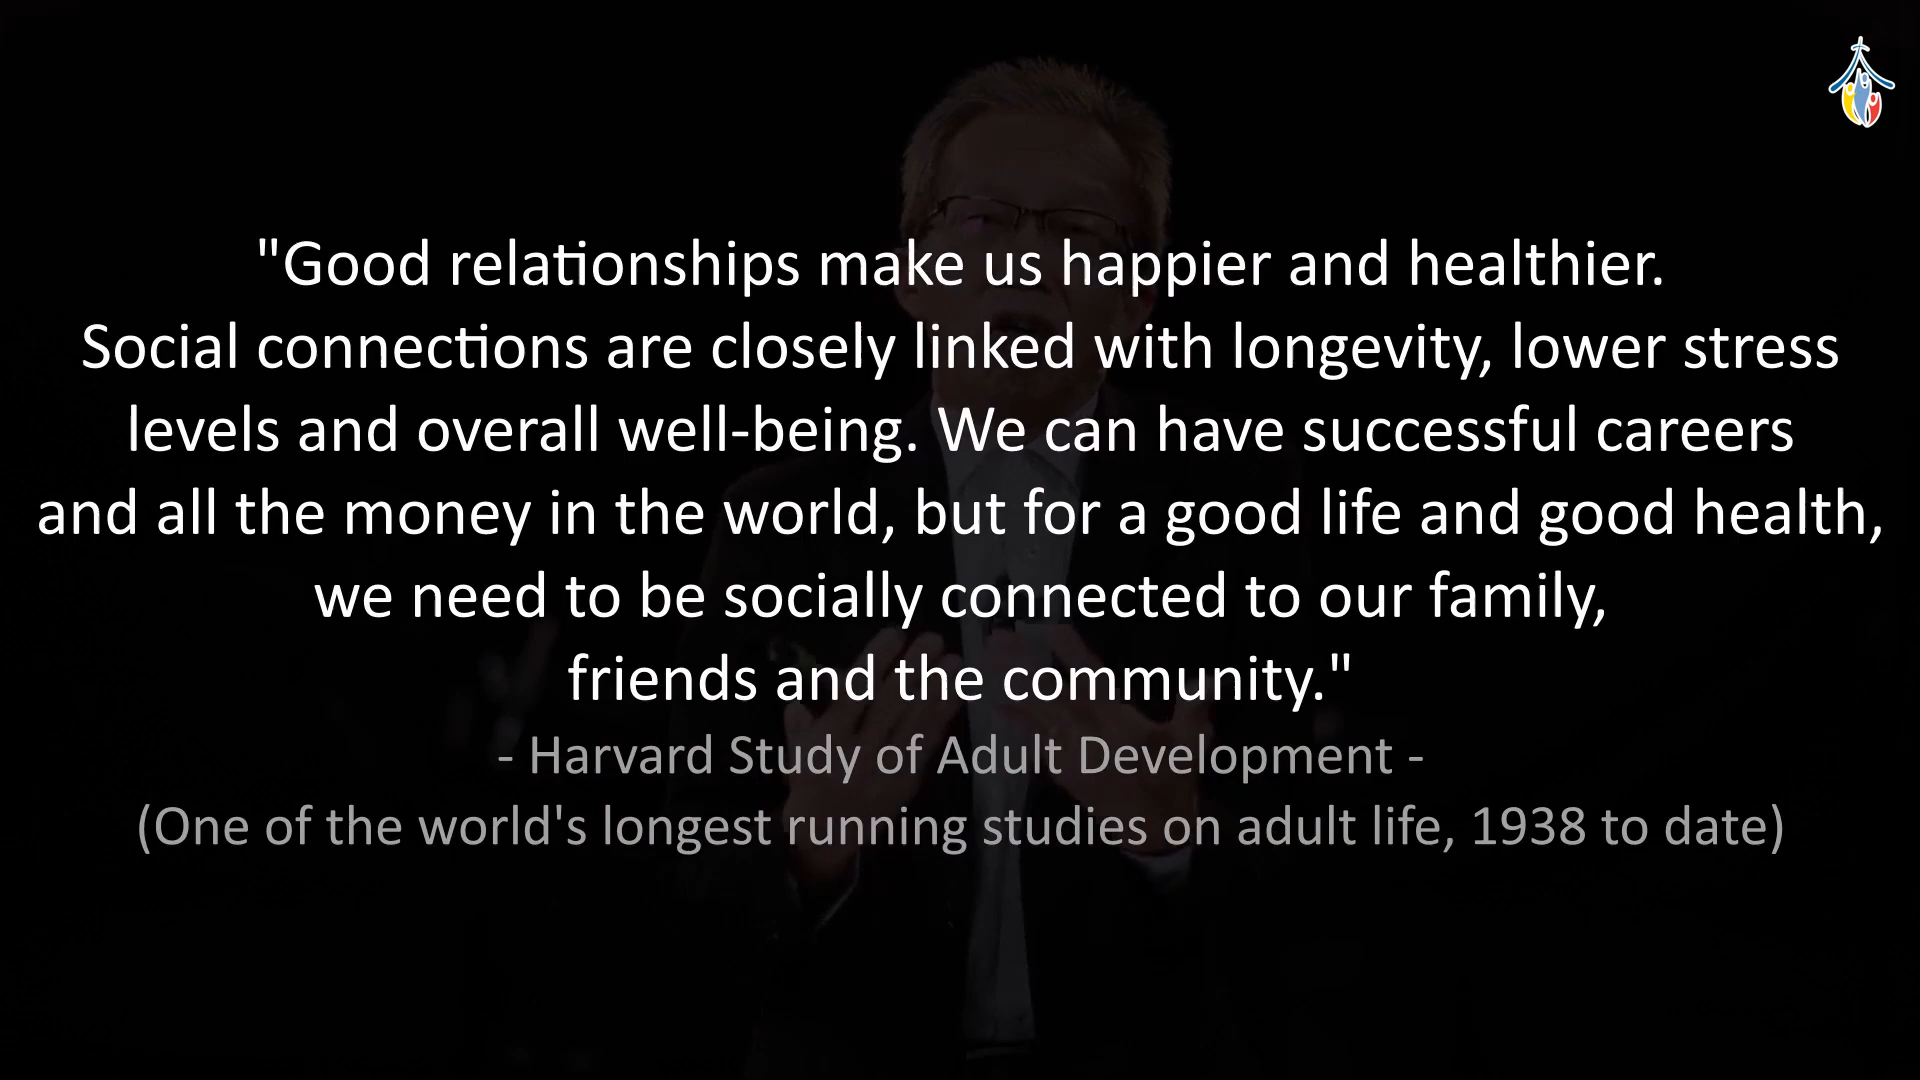 "Good relationships make us happier and healthier.
Social connections are closely linked with longevity, lower stress
levels and overall well-being. We can have successful careers
and all the money in the world, but for a good life and good health,
we need to be socially connected to our family,
friends and the community."
- Harvard Study of Adult Development -
(One of the world's longest running studies on adult life, 1938 to date)